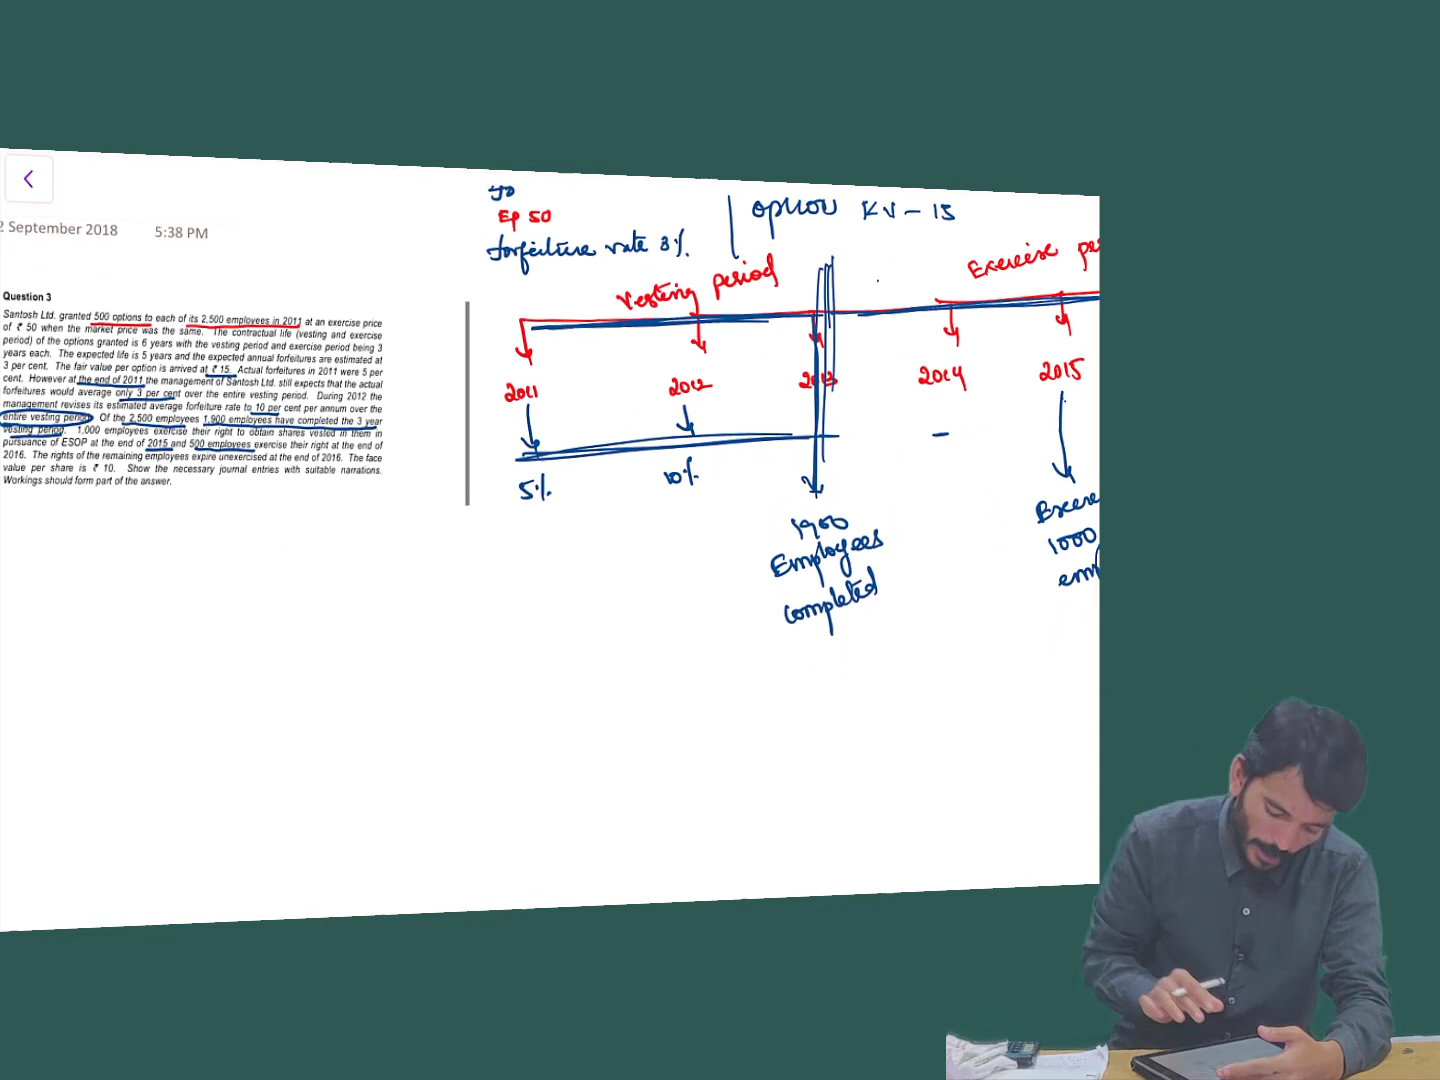 2 September 2018 5:38 PM
Question 3
Santosh Ltd. granted 500 options to each of its 2,500 employees in 2011 at an exercise price
of ₹ 50 when the market price was the same. The contractual life (vesting and exercise
period) of the options granted is 6 years with the vesting period and exercise period being 3
years each. The expected life is 5 years and the expected annual forfeitures are estimated at
3 per cent. The fair value per option is arrived at ₹ 15. Actual forfeitures in 2011 were 5 per
cent. However at the end of 2011 the management of Santosh Ltd. still expects that the actual
forfeitures would average only 3 per cent over the entire vesting period. During 2012 the
management revises its estimated average forfeiture rate to 10 per cent per annum over the
entire vesting period. Of the 2,500 employees 1,900 employees have completed the 3 year
vesting period. 1,000 employees exercise their right to obtain shares vested in them in
pursuance of ESOP at the end of 2015 and 500 employees exercise their right at the end of
2016. The rights of the remaining employees expire unexercised at the end of 2016. The face
value per share is ₹ 10. Show the necessary journal entries with suitable narrations.
Workings should form part of the answer.
EP 50
forfeiture rate 3%.
option
- 15
Vesting period
Exercise pe
2011
2012
2013
2014
2015
5%
10%
-
1900
Employees
completed
1000